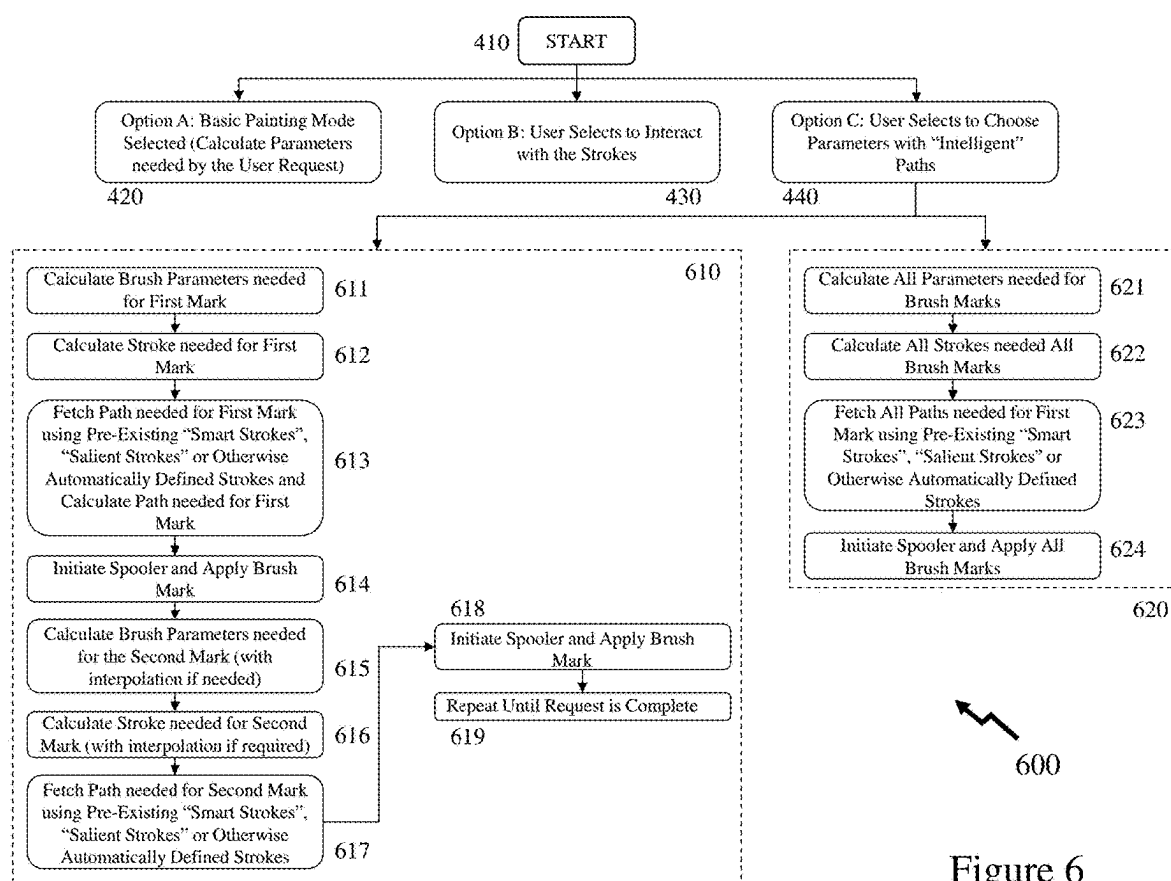 410
START
Option A: Basic Painting Mode
Selected (Calculate Parameters
needed by the User Request)
420
Option B: User Selects to Interact
with the Strokes
430
Option C: User Selects to Choose
Parameters with “Intelligent”
Paths
440
610
Calculate Brush Parameters needed
for First Mark
611
Calculate Stroke needed for First
Mark
612
Fetch Path needed for First Mark
using Pre-Existing “Smart Strokes”,
“Salient Strokes” or Otherwise
Automatically Defined Strokes and
Calculate Path needed for First
Mark
613
Initiate Spooler and Apply Brush
Mark
614
Calculate Brush Parameters needed
for the Second Mark (with
interpolation if needed)
615
Calculate Stroke needed for Second
Mark (with interpolation if required)
616
Fetch Path needed for Second Mark
using Pre-Existing “Smart Strokes”,
“Salient Strokes” or Otherwise
Automatically Defined Strokes
617
618
Initiate Spooler and Apply Brush
Mark
Repeat Until Request is Complete
619
Calculate All Parameters needed for
Brush Marks
621
Calculate All Strokes needed All
Brush Marks
622
Fetch All Paths needed for First
Mark using Pre-Existing “Smart
Strokes”, “Salient Strokes” or
Otherwise Automatically Defined
Strokes
623
Initiate Spooler and Apply All
Brush Marks
624
620
600
Figure 6